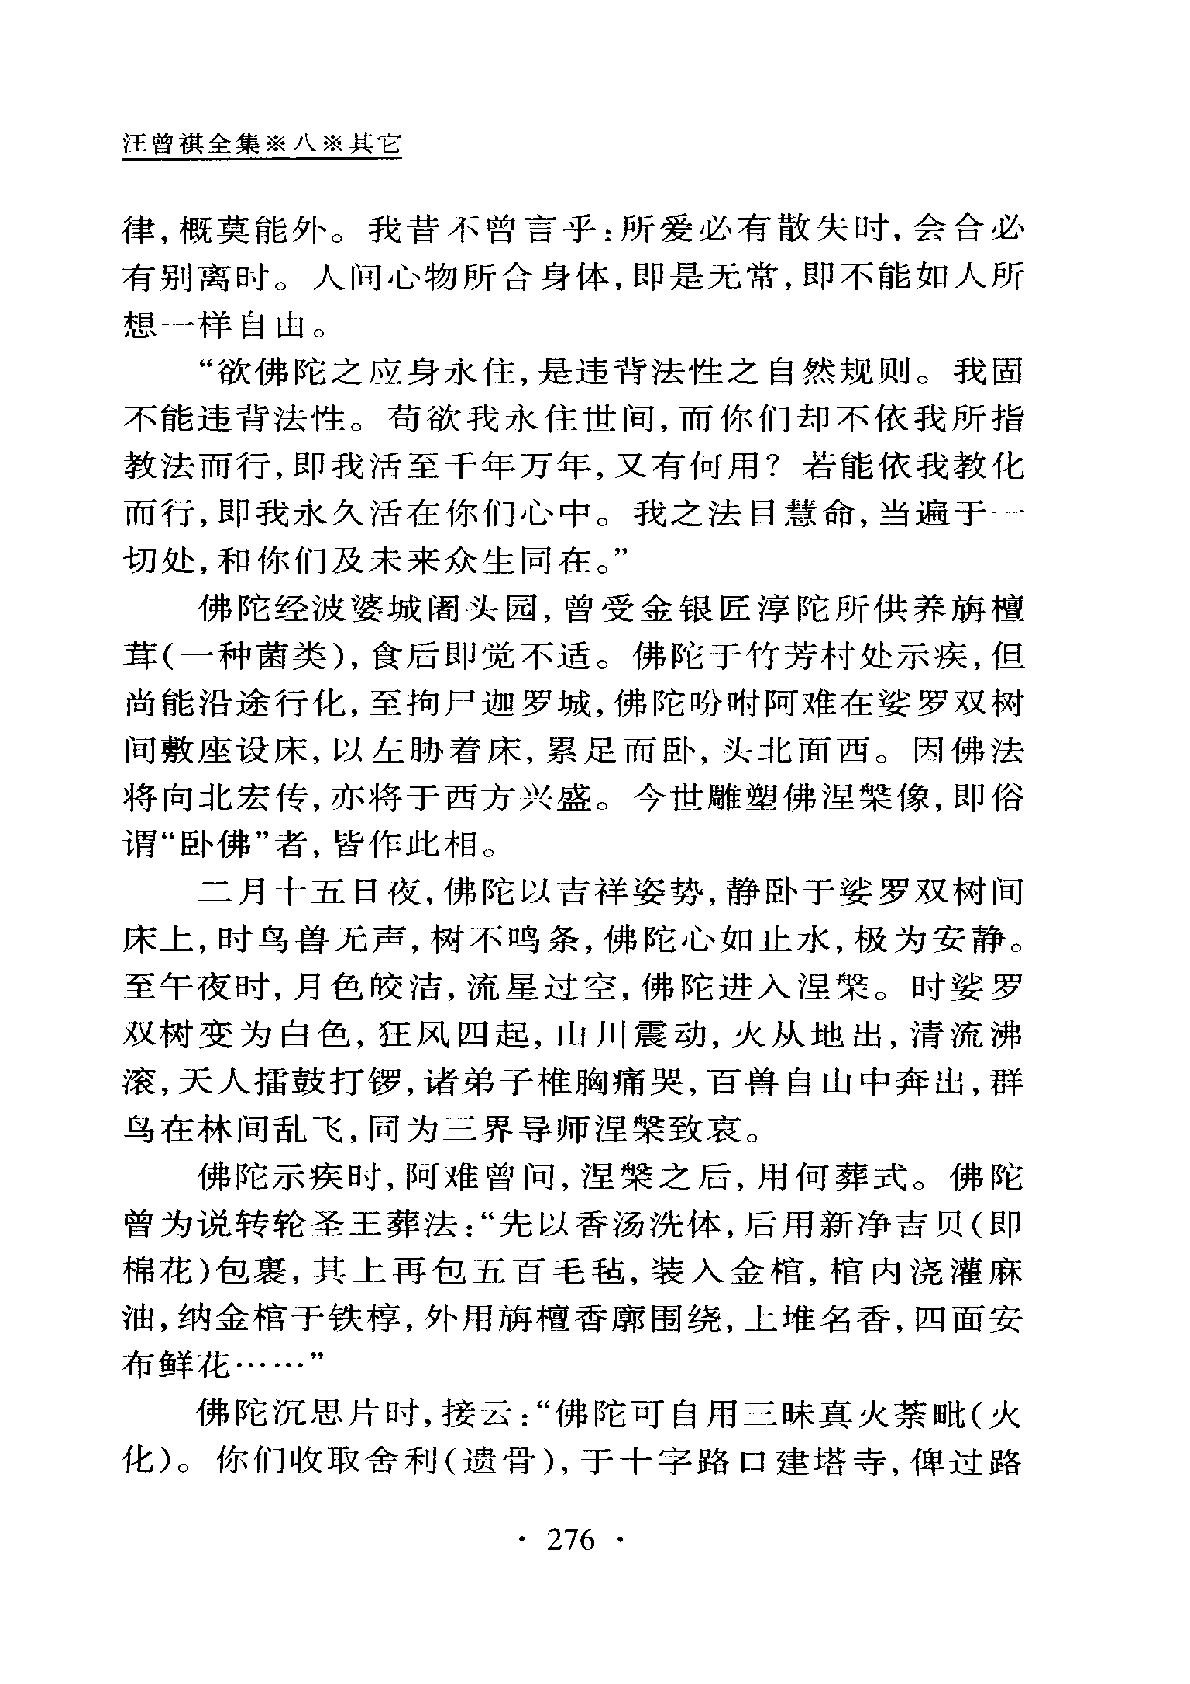 汪曾祺全集※八※其它
律,概莫能外。我昔不曾言乎:所爱必有散失时,会合必
有别离时。人间心物所合身体,即是无常,即不能如人所
想一样自由。
“欲佛陀之应身永住,是违背法性之自然规则。我固
不能违背法性。苟欲我永住世间,而你们却不依我所指
教法而行,即我活至千年万年,又有何用?若能依我教化
而行,即我永久活在你们心中。我之法目慧命,当遍于一
切处,和你们及未来众生同在。”
佛陀经波婆城阇头园,曾受金银匠淳陀所供养旃檀
茸(一种菌类),食后即觉不适。佛陀于竹芳村处示疾,但
尚能沿途行化,至拘尸迦罗城,佛陀吩咐阿难在娑罗双树
间敷座设床,以左胁着床,累足而卧,头北面西。因佛法
将向北宏传,亦将于西方兴盛。今世雕塑佛涅槃像,即俗
谓“卧佛”者,皆作此相。
二月十五日夜,佛陀以吉祥姿势,静卧于娑罗双树间
床上,时鸟兽无声,树不鸣条,佛陀心如止水,极为安静。
至午夜时,月色皎洁,流星过空,佛陀进入涅槃。时娑罗
双树变为白色,狂风四起,山川震动,火从地出,清流沸
滚,天人擂鼓打锣,诸弟子椎胸痛哭,百兽自山中奔出,群
鸟在林间乱飞,同为三界导师涅槃致哀。
佛陀示疾时,阿难曾问,涅槃之后,用何葬式。佛陀
曾为说转轮圣王葬法:“先以香汤洗体,后用新净吉贝(即
棉花)包裹,其上再包五百毛毡,装入金棺,棺内浇灌麻
油,纳金棺于铁椁,外用旃檀香廓围绕,上堆名香,四面安
布鲜花……”
佛陀沉思片时,接云:“佛陀可自用三昧真火荼毗(火
化)。你们收取舍利(遗骨),于十字路口建塔寺,俾过路
· 276 ·